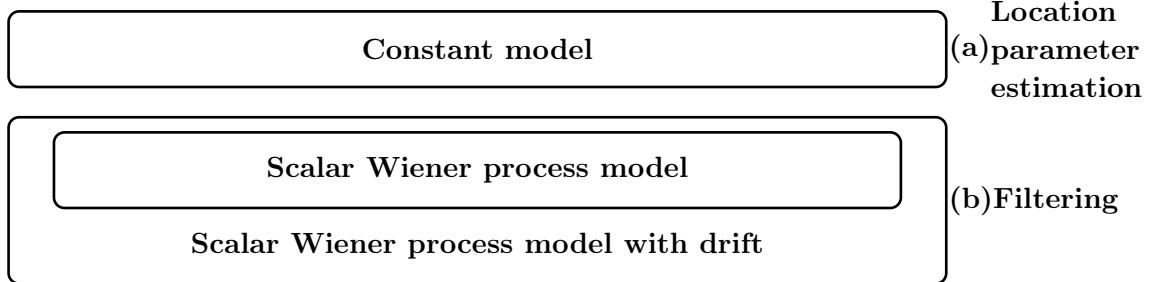 Constant model
(a)
Location
parameter
estimation
Scalar Wiener process model
Scalar Wiener process model with drift
(b)Filtering